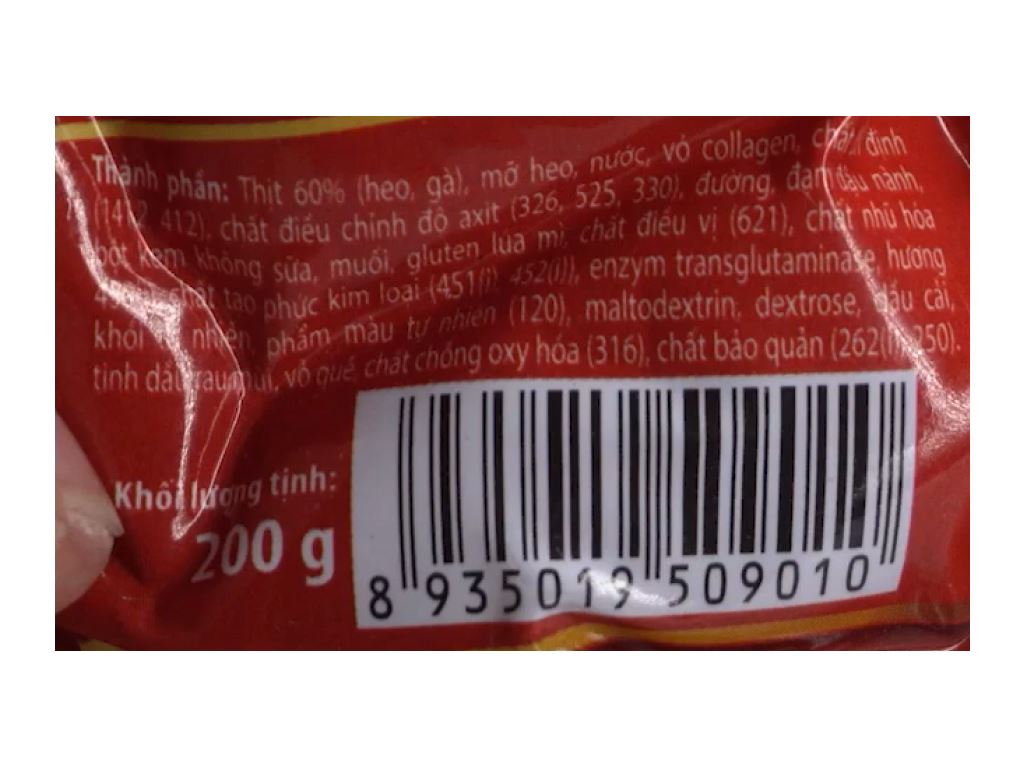 Thành phần: Thịt 60% (heo, gà), mỡ heo, nước, vỏ collagen, chất định
412), chất điều chỉnh độ axit (326, 525, 330), đường, đạm đậu nành,
bột kem không sữa, muối, gluten lúa mì, chất điều vị (621), chất nhũ hóa
chất tạo phức kim loại (451(i), 452(i)), enzym transglutaminase, hương
khói tự nhiên, phẩm màu tự nhiên (120), maltodextrin, dextrose, dầu cải,
tinh dầu rau mùi, vỏ quế, chất chống oxy hóa (316), chất bảo quản (262(i), 250).
Khối lượng tịnh:
200 g
8 935019 509010